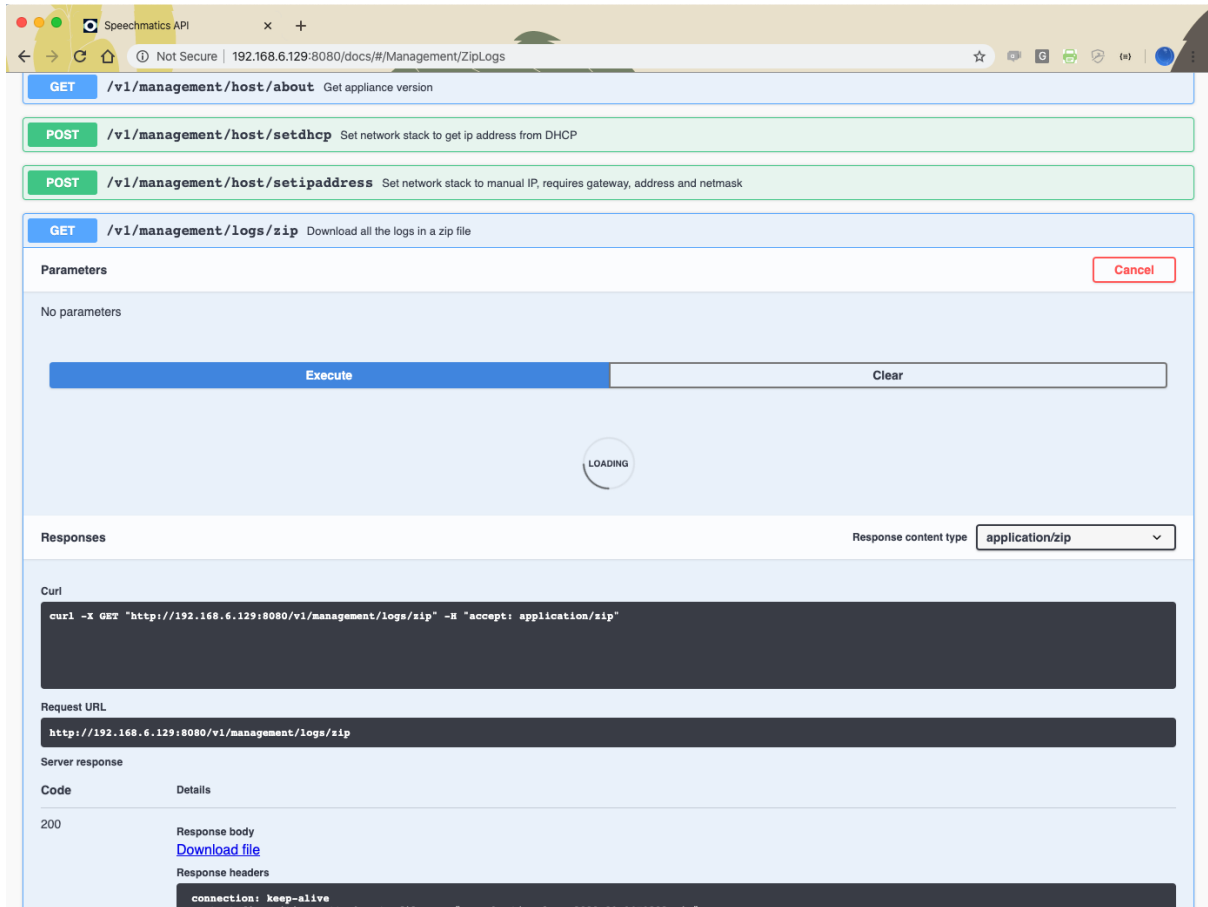 Speechmatics API
Not Secure | 192.168.6.129:8080/docs/#/Management/ZipLogs
GET /v1/management/host/about Get appliance version
POST /v1/management/host/setdhcp Set network stack to get ip address from DHCP
POST /v1/management/host/setipaddress Set network stack to manual IP, requires gateway, address and netmask
GET /v1/management/logs/zip Download all the logs in a zip file
Parameters Cancel
No parameters
Execute Clear
LOADING
Responses Response content type application/zip
Curl
curl -X GET "http://192.168.6.129:8080/v1/management/logs/zip" -H "accept: application/zip"
Request URL
http://192.168.6.129:8080/v1/management/logs/zip
Server response
Code Details
200
Response body
Download file
Response headers
connection: keep-alive